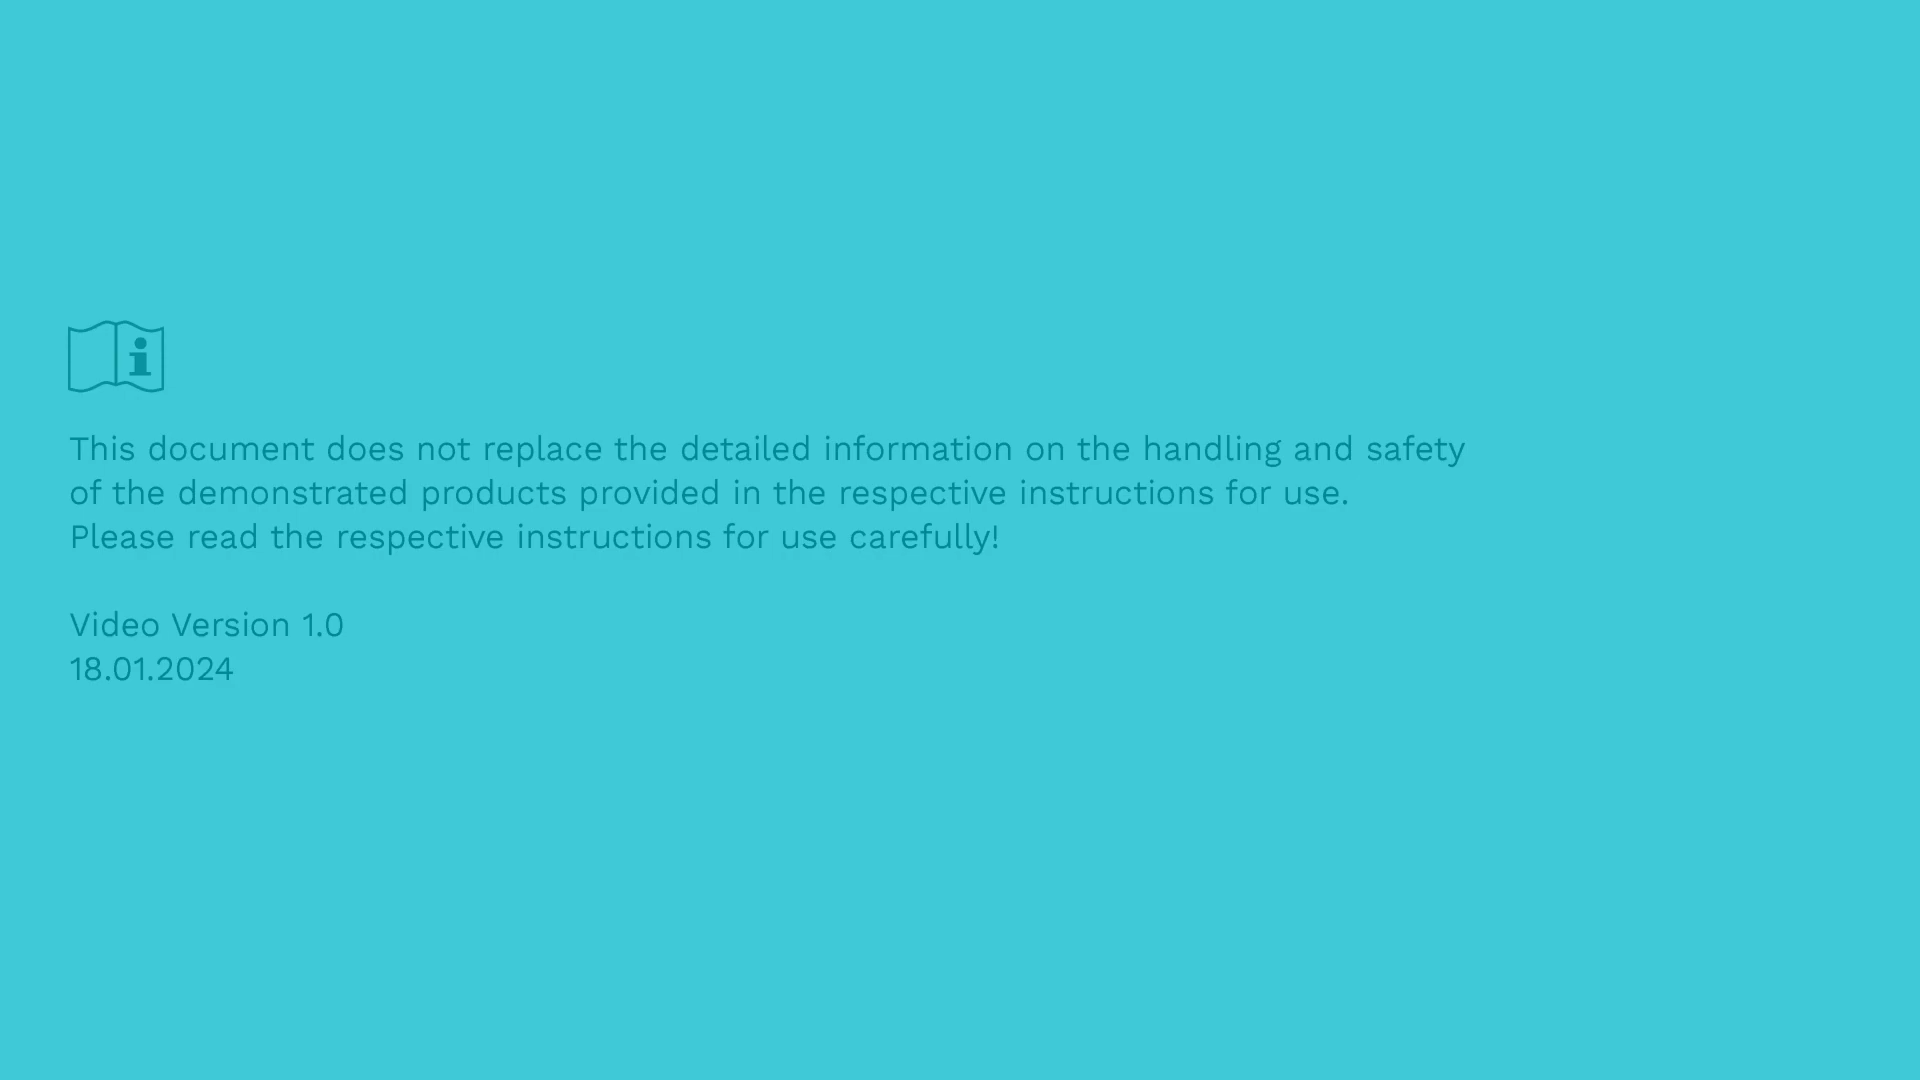 This document does not replace the detailed information on the handling and safety
of the demonstrated products provided in the respective instructions for use.
Please read the respective instructions for use carefully!
Video Version 1.0
18.01.2024